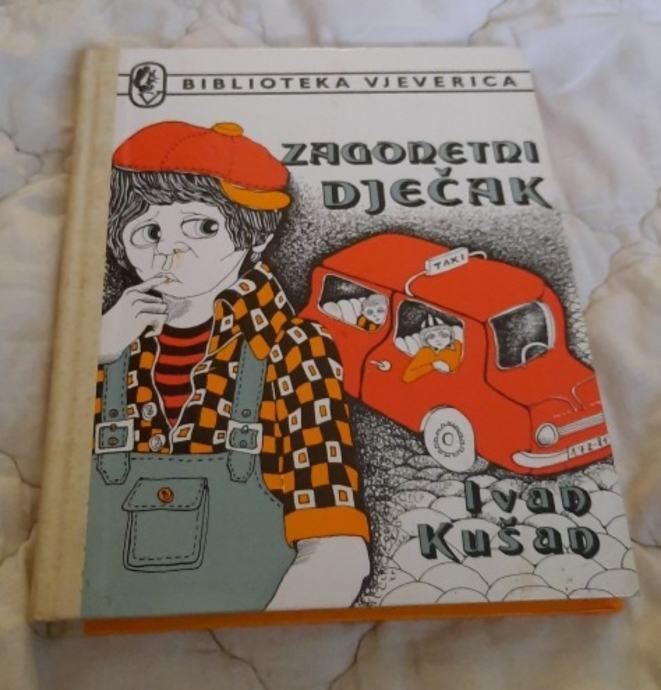 BIBLIOTEKA VJEVERICA
ZAGONETNI
DJEČAK
TAXI
Ivan
Kušan